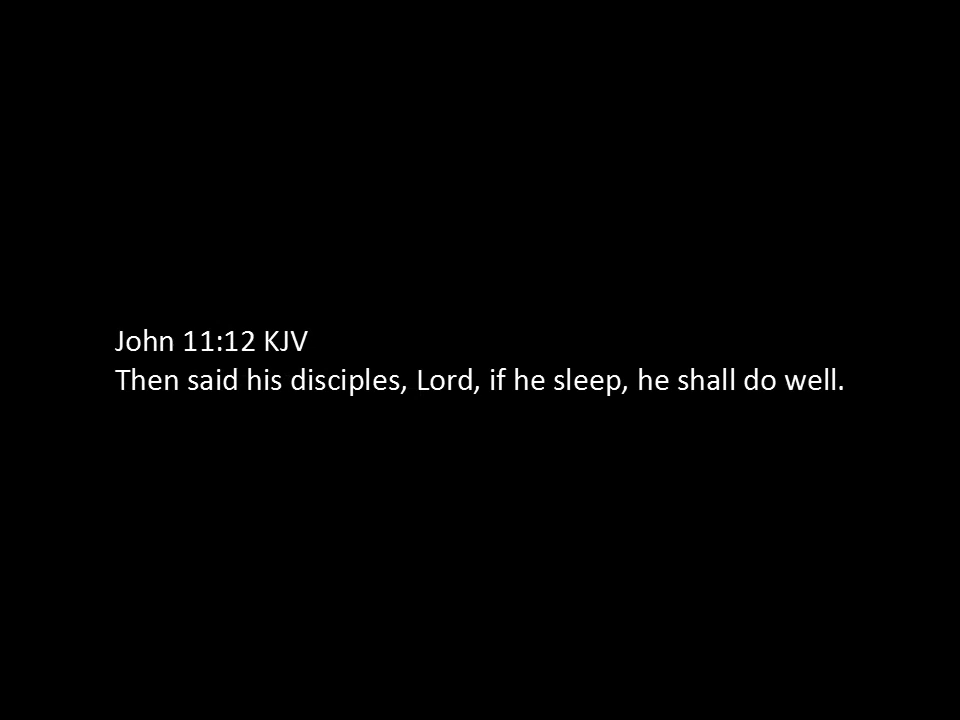 John 11:12 KJV
Then said his disciples, Lord, if he sleep, he shall do well.